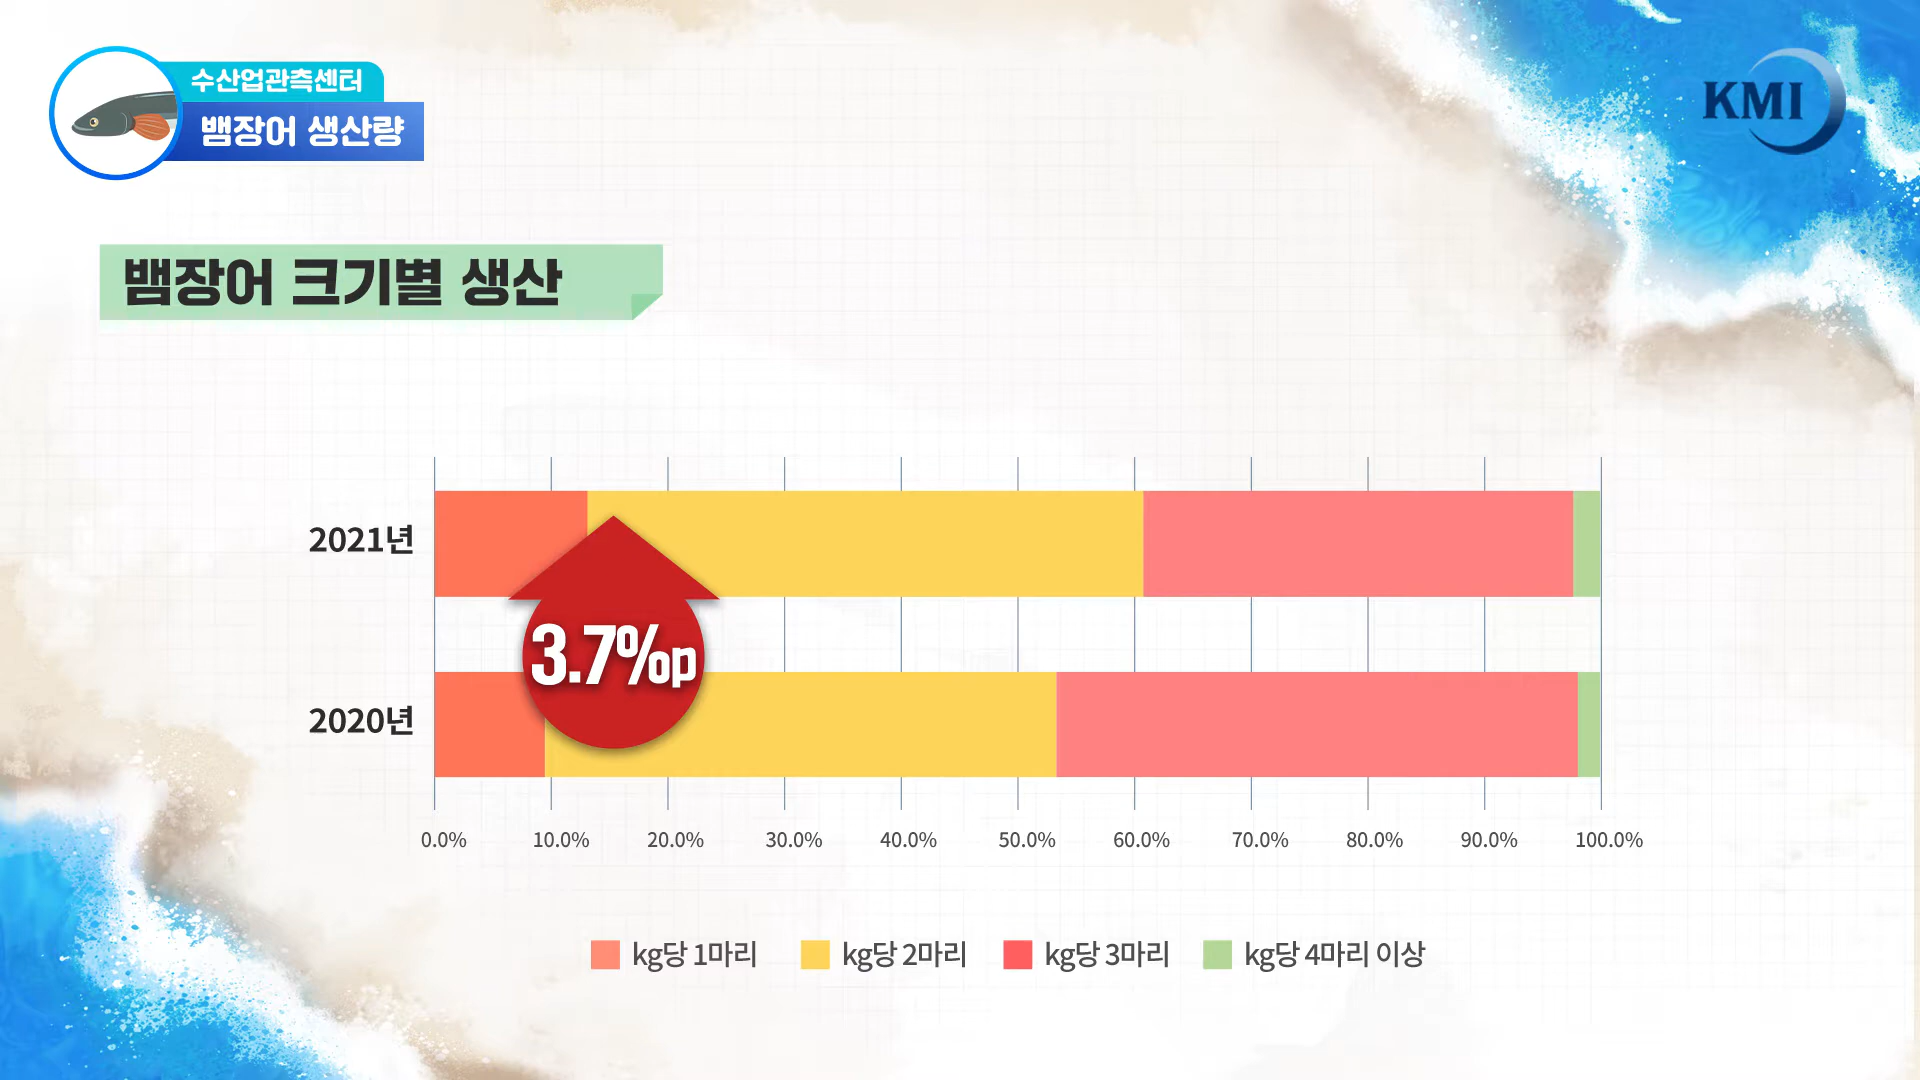 수산업관측센터
뱀장어 생산량
KMI
뱀장어 크기별 생산
2021년
3.7%p
2020년
0.0% 10.0% 20.0% 30.0% 40.0% 50.0% 60.0% 70.0% 80.0% 90.0% 100.0%
kg당 1마리 kg당 2마리 kg당 3마리 kg당 4마리 이상